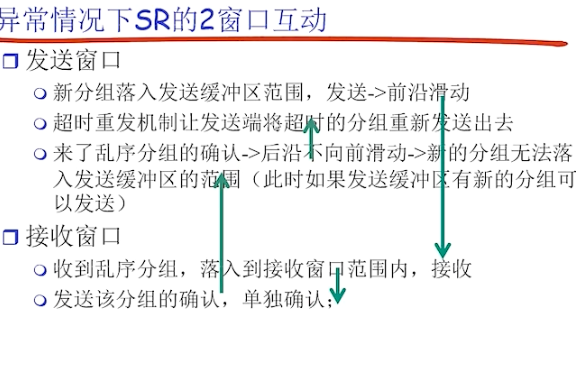 异常情况下SR的2窗口互动
发送窗口
新分组落入发送缓冲区范围，发送->前沿滑动
超时重发机制让发送端将超时的分组重新发送出去
来了乱序分组的确认->后沿不向前滑动->新的分组无法落
入发送缓冲区的范围（此时如果发送缓冲区有新的分组可
以发送）
接收窗口
收到乱序分组，落入到接收窗口范围内，接收
发送该分组的确认，单独确认；